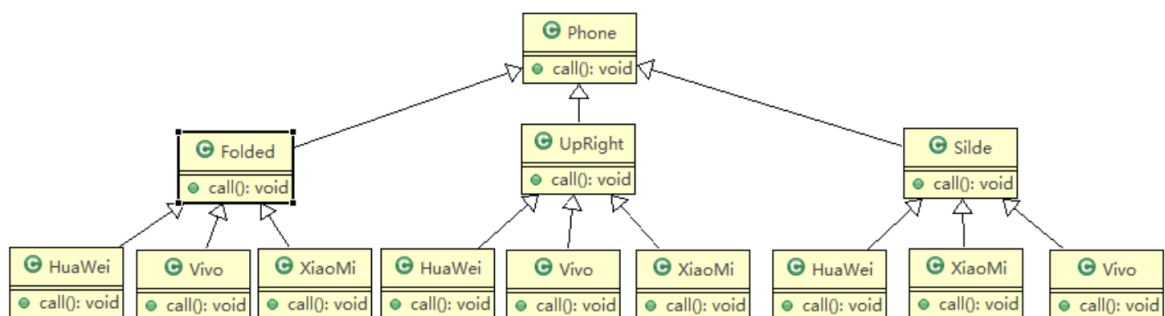 Phone
call(): void
Folded
call(): void
UpRight
call(): void
Silde
call(): void
HuaWei
call(): void
Vivo
call(): void
XiaoMi
call(): void
HuaWei
call(): void
Vivo
call(): void
XiaoMi
call(): void
HuaWei
call(): void
XiaoMi
call(): void
Vivo
call(): void